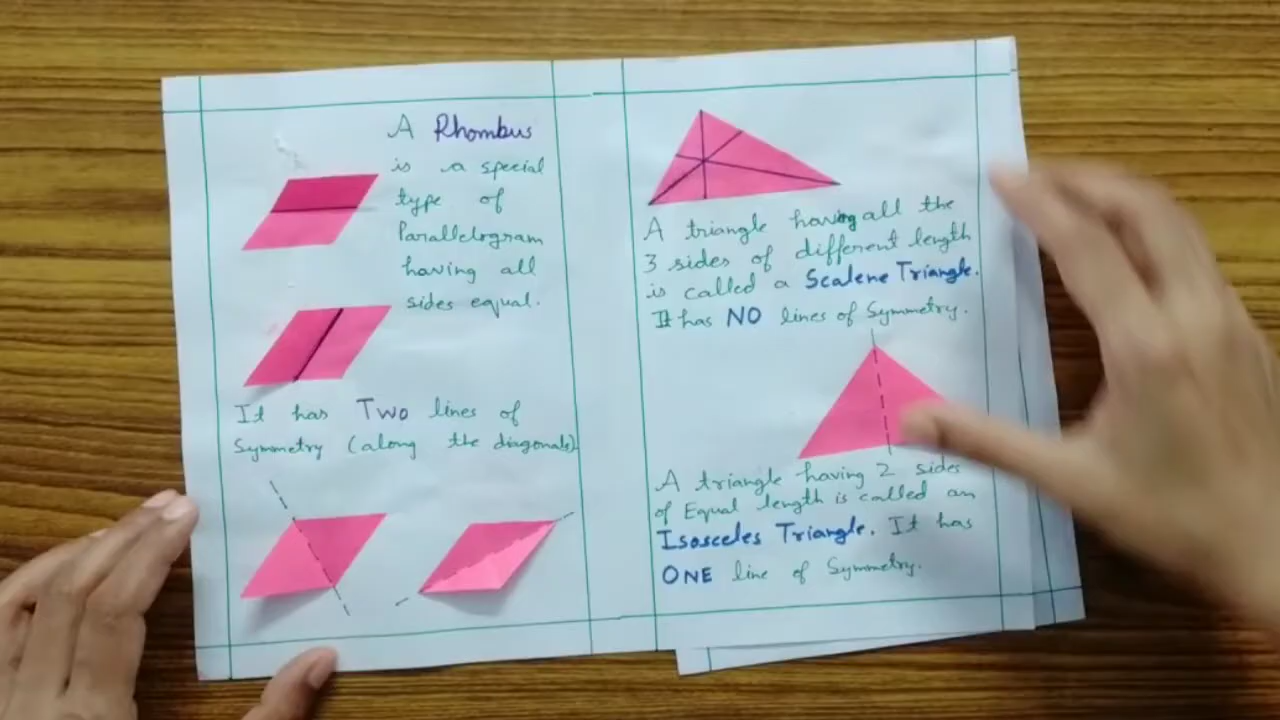 A Rhombus
is a special
type of
Parallelogram
having all
sides equal.
It has TWO lines of
Symmetry (along the diagonals)
A triangle having all the
3 sides of different length
is called a Scalene Triangle.
It has NO lines of Symmetry.
A triangle having 2 sides
of Equal length is called an
Isosceles Triangle. It has
ONE line of Symmetry.